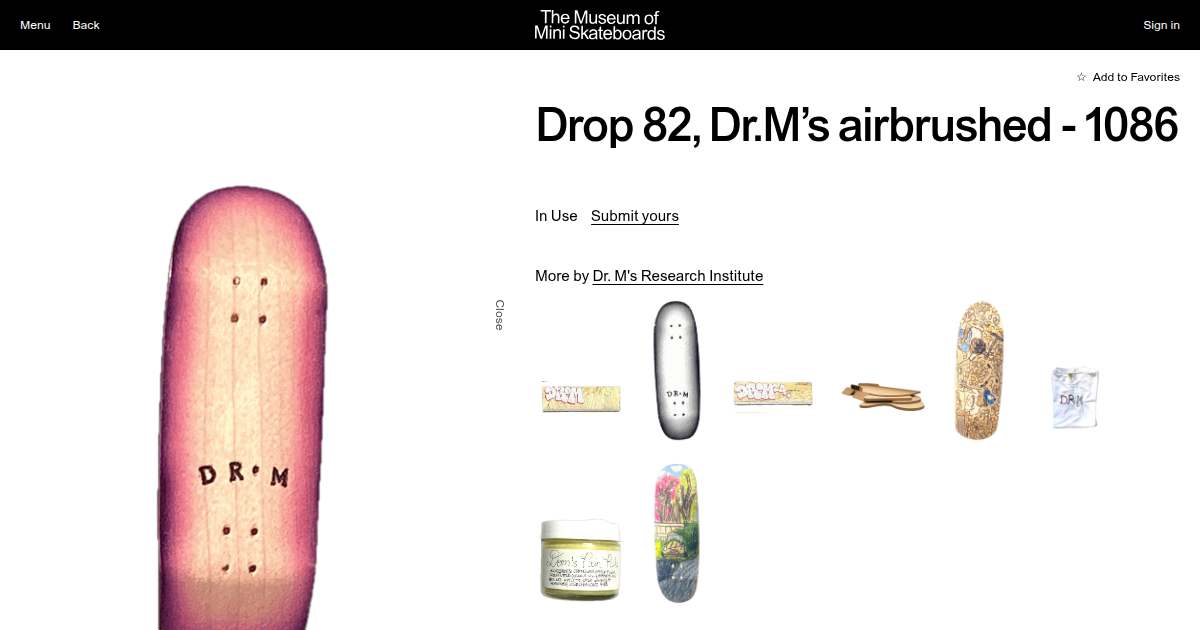 Menu
Back
The Museum of
Mini Skateboards
Sign in
☆ Add to Favorites
Drop 82, Dr.M’s airbrushed - 1086
In Use
Submit yours
More by Dr. M's Research Institute
Close
DR•M
DR•M
DRM